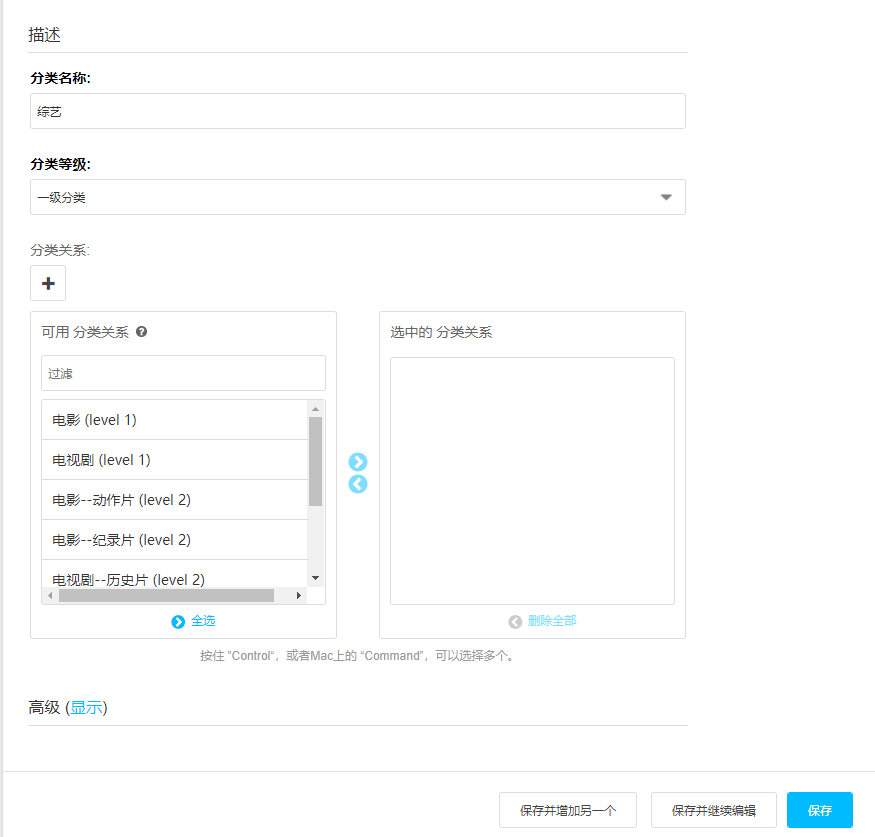 描述
分类名称:
综艺
分类等级:
一级分类
分类关系:
可用 分类关系
选中的 分类关系
过滤
电影 (level 1)
电视剧 (level 1)
电影--动作片 (level 2)
电影--纪录片 (level 2)
电视剧--历史片 (level 2)
全选
删除全部
按住 ”Control“，或者Mac上的 “Command”，可以选择多个。
高级 (显示)
保存并增加另一个
保存并继续编辑
保存